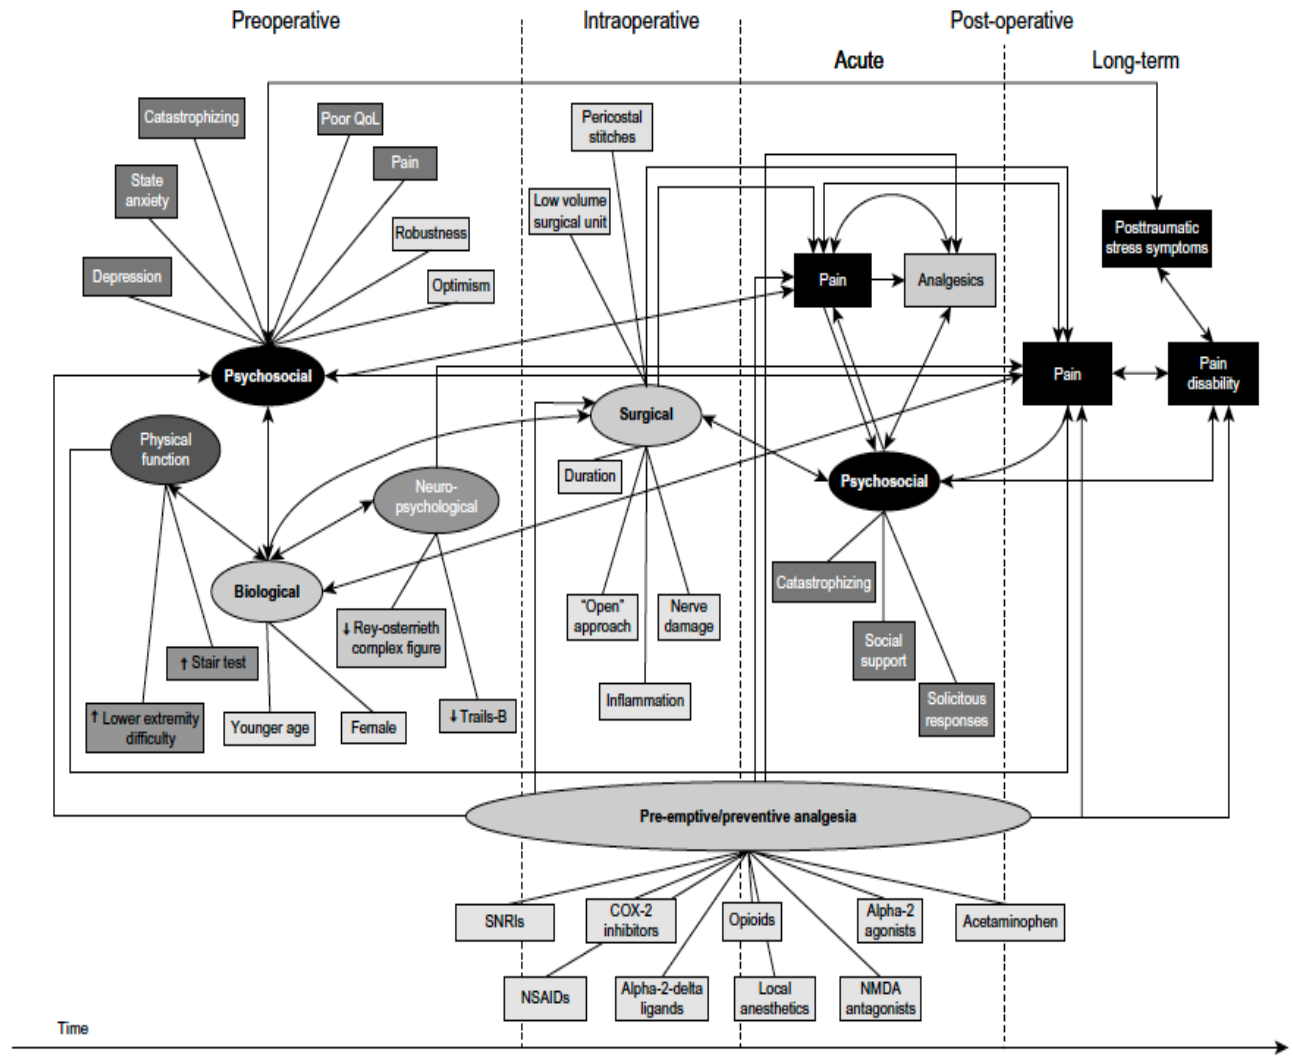 Preoperative
Intraoperative
Post-operative
Acute
Long-term
Catastrophizing
Poor QoL
Pain
State
anxiety
Robustness
Depression
Optimism
Psychosocial
Physical
function
Neuro-
psychological
Biological
↓ Rey-osterrieth
complex figure
↑ Stair test
↑ Lower extremity
difficulty
Younger age
Female
↓ Trails-B
Pericostal
stitches
Low volume
surgical unit
Surgical
Duration
"Open"
approach
Nerve
damage
Inflammation
Pain
Analgesics
Psychosocial
Catastrophizing
Social
support
Solicitous
responses
Posttraumatic
stress symptoms
Pain
Pain
disability
Pre-emptive/preventive analgesia
SNRIs
COX-2
inhibitors
Opioids
Alpha-2
agonists
Acetaminophen
NSAIDs
Alpha-2-delta
ligands
Local
anesthetics
NMDA
antagonists
Time